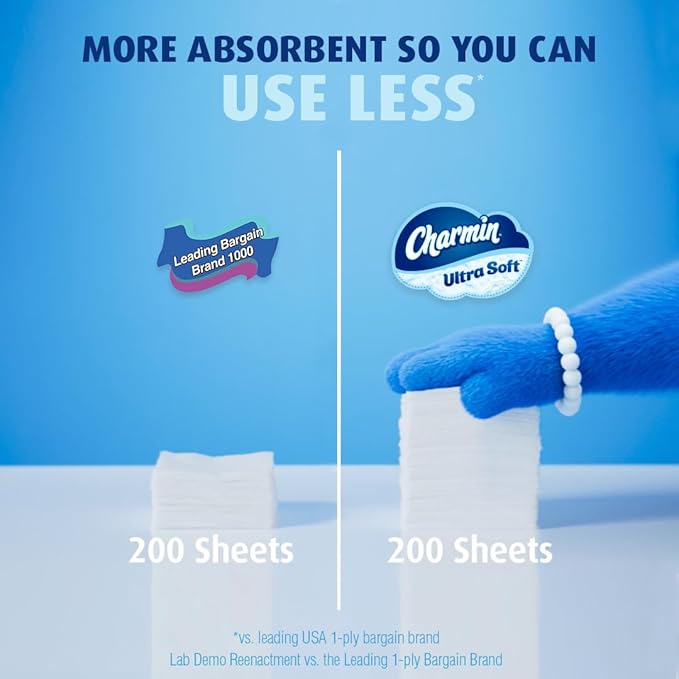 MORE ABSORBENT SO YOU CAN
USE LESS*
Leading Bargain
Brand 1000
Charmin
Ultra Soft™
200 Sheets
200 Sheets
*vs. leading USA 1-ply bargain brand
Lab Demo Reenactment vs. the Leading 1-ply Bargain Brand